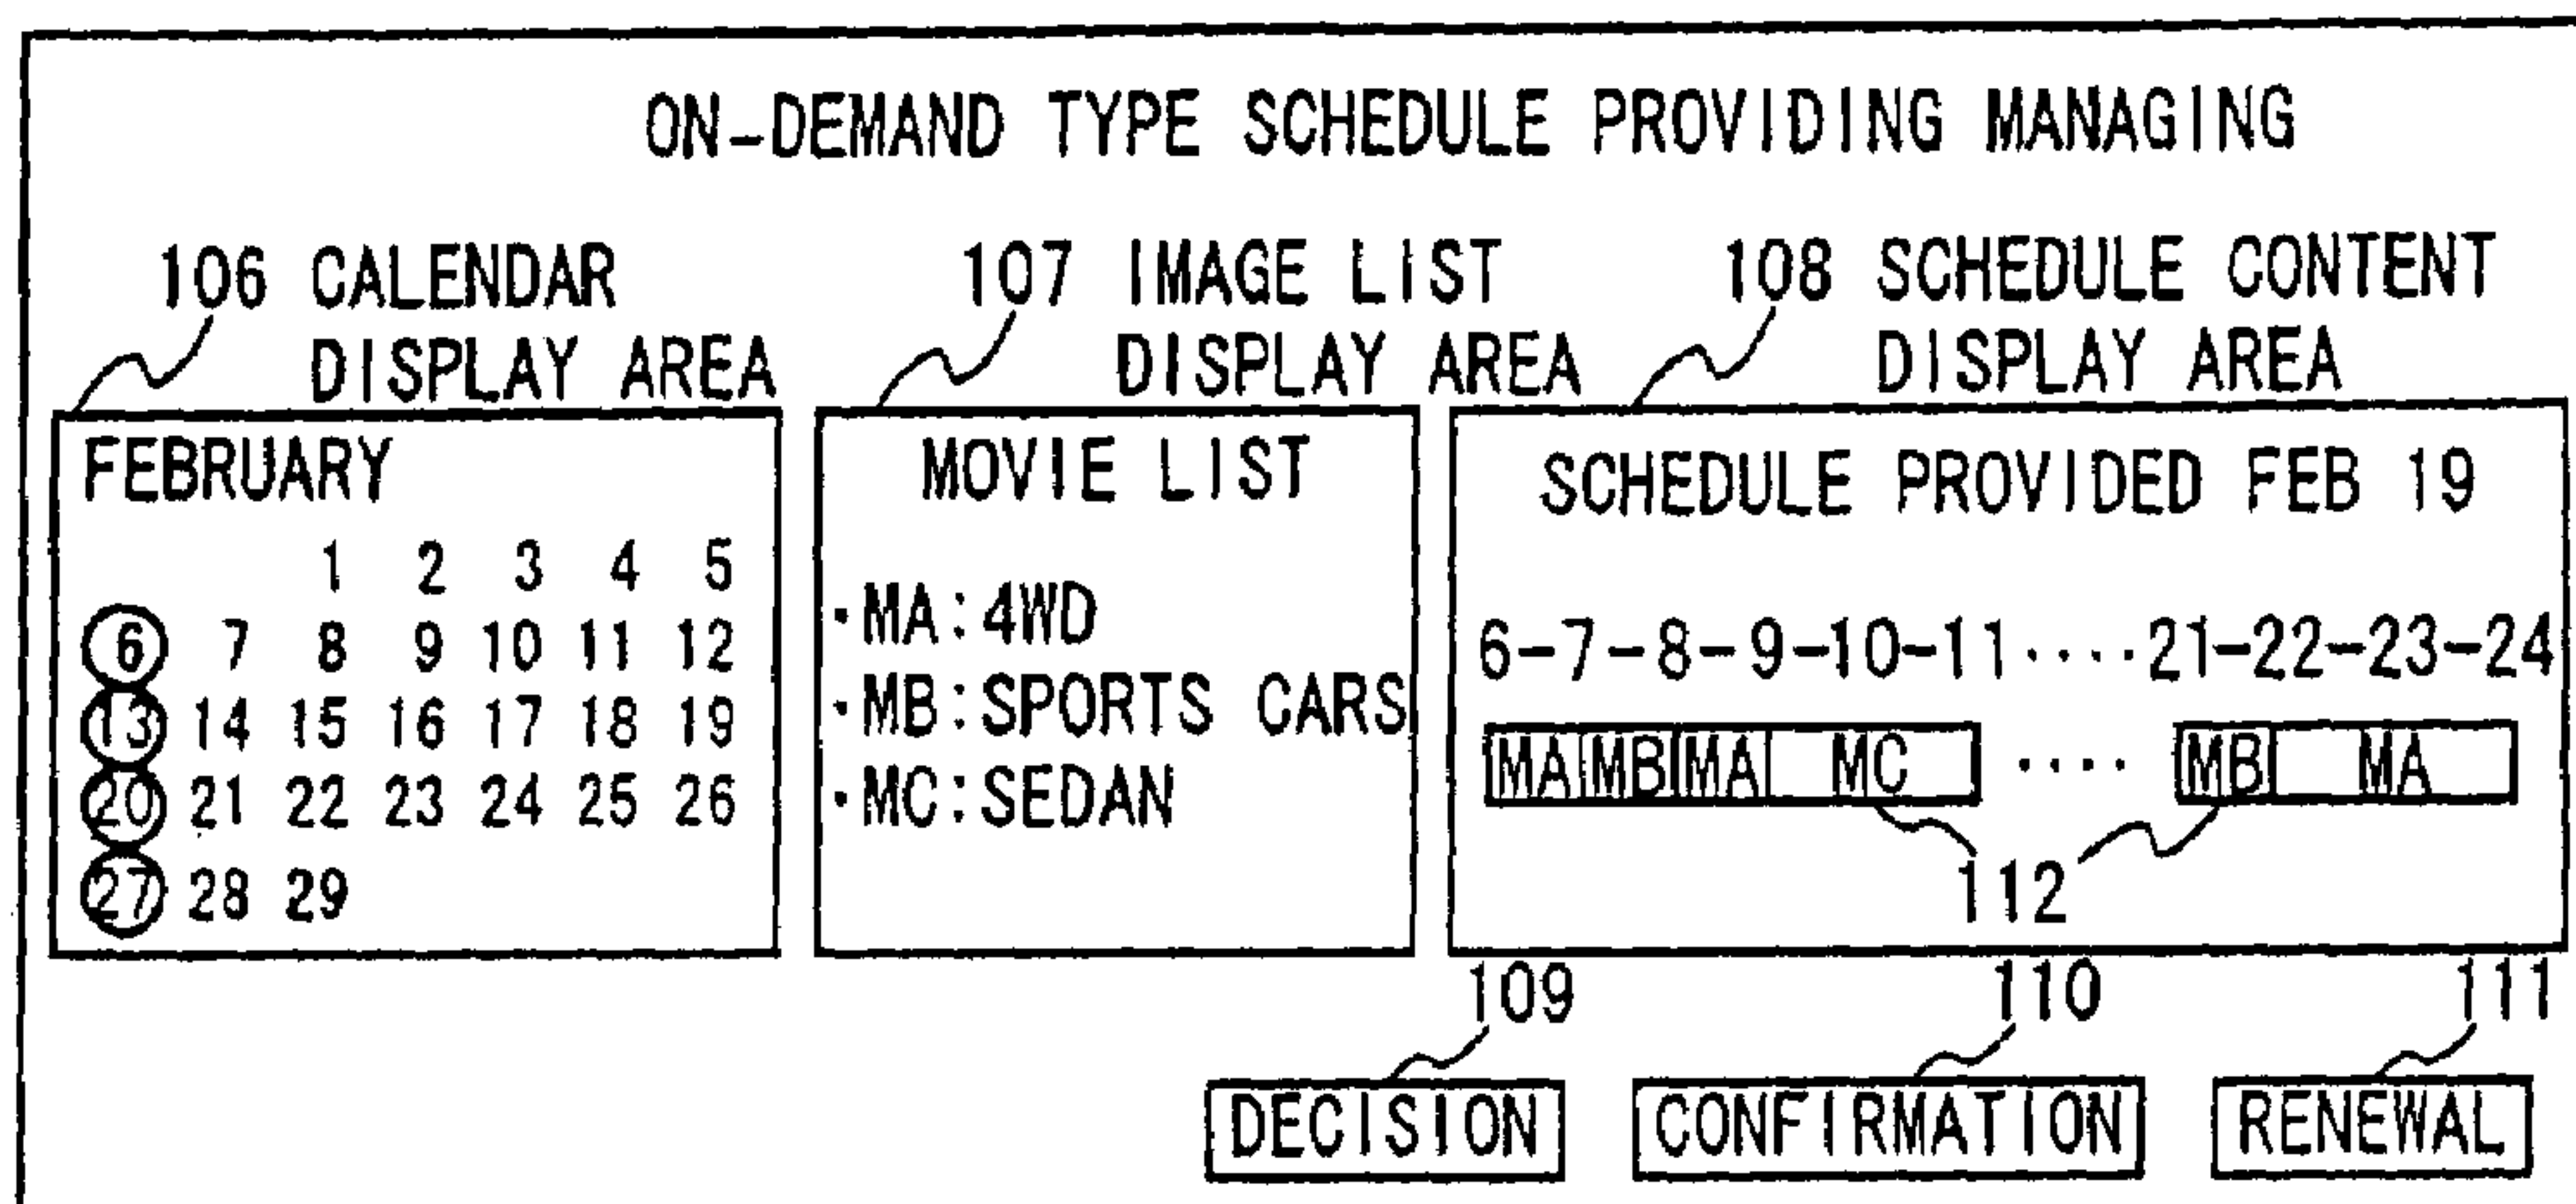 ON-DEMAND TYPE SCHEDULE PROVIDING MANAGING
106 CALENDAR
DISPLAY AREA
107 IMAGE LIST
DISPLAY AREA
108 SCHEDULE CONTENT
DISPLAY AREA
FEBRUARY
1 2 3 4 5
6 7 8 9 10 11 12
13 14 15 16 17 18 19
20 21 22 23 24 25 26
27 28 29
MOVIE LIST
·MA:4WD
·MB:SPORTS CARS
·MC:SEDAN
SCHEDULE PROVIDED FEB 19
6-7-8-9-10-11····21-22-23-24
MA MB MA MC ···· MB MA
112
109
110
111
DECISION
CONFIRMATION
RENEWAL